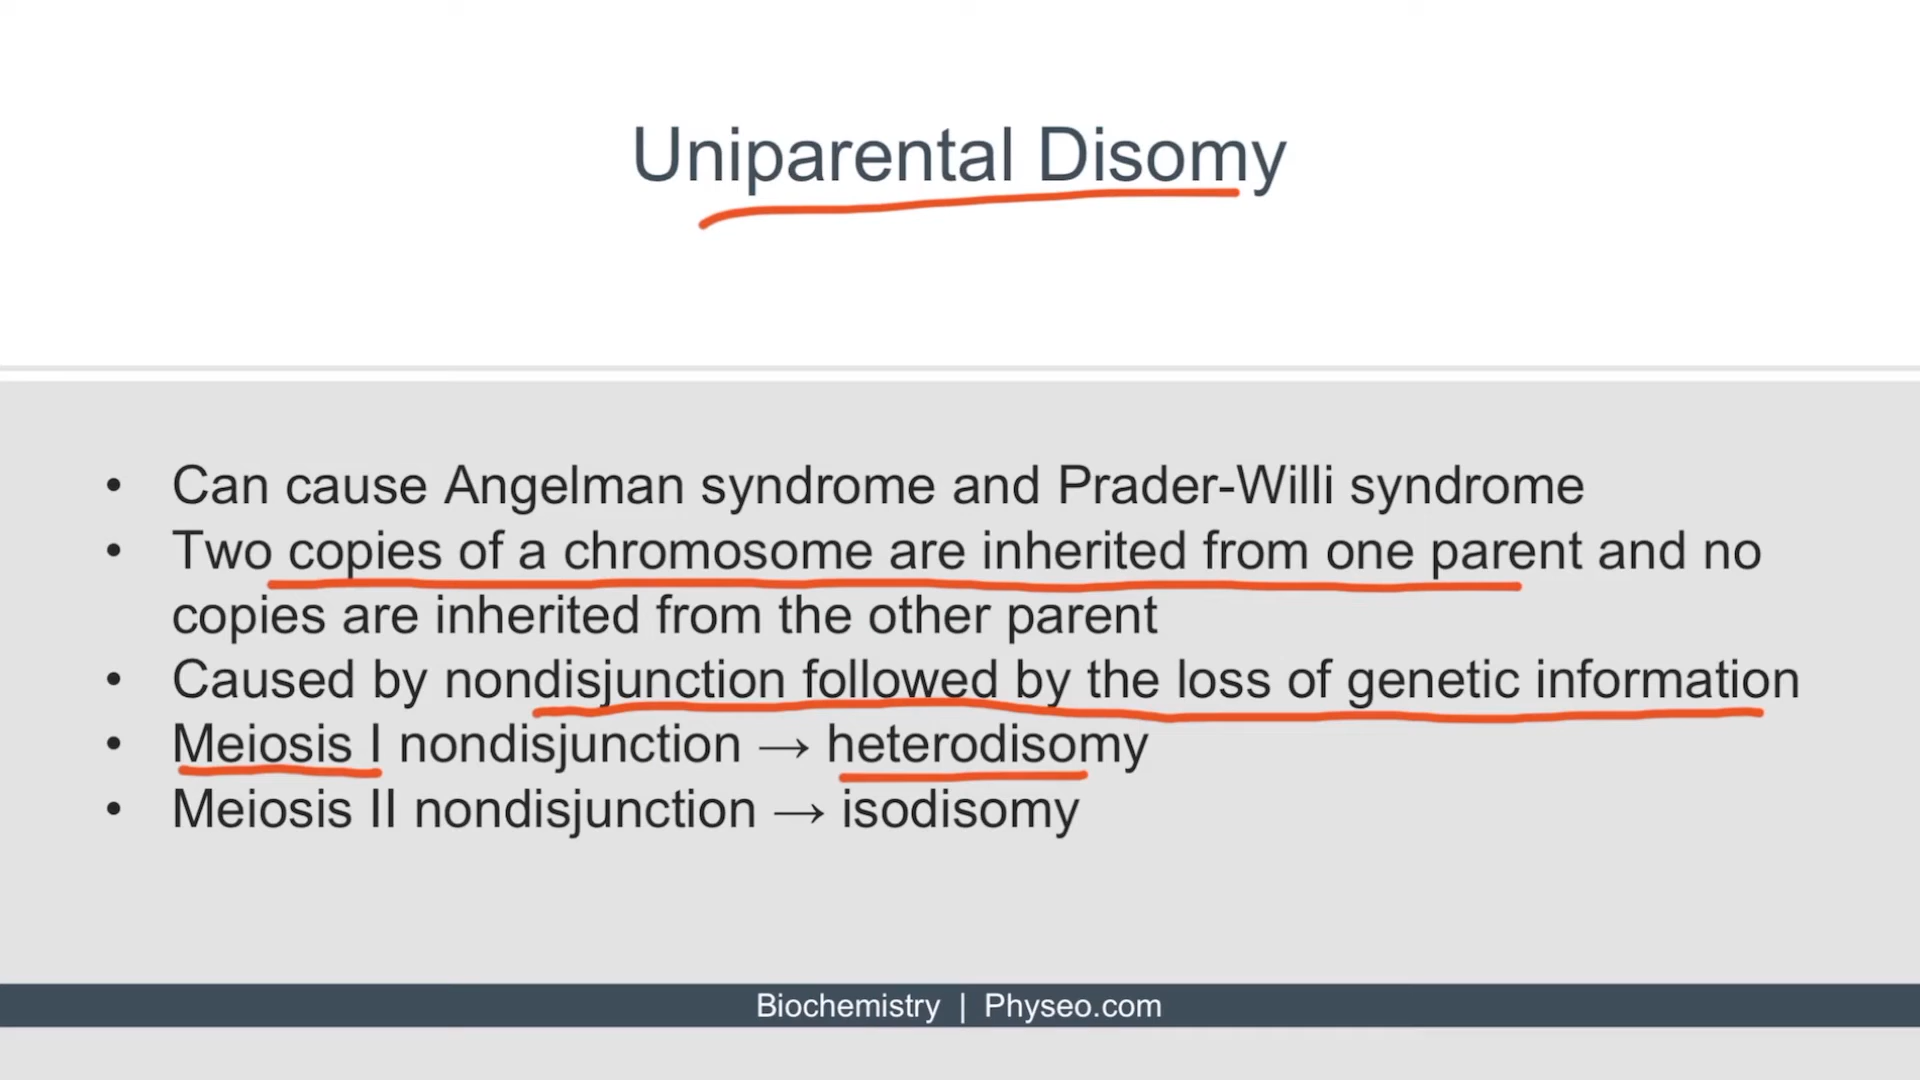 Uniparental Disomy
• Can cause Angelman syndrome and Prader-Willi syndrome
• Two copies of a chromosome are inherited from one parent and no
copies are inherited from the other parent
• Caused by nondisjunction followed by the loss of genetic information
• Meiosis I nondisjunction → heterodisomy
• Meiosis II nondisjunction → isodisomy
Biochemistry | Physeo.com